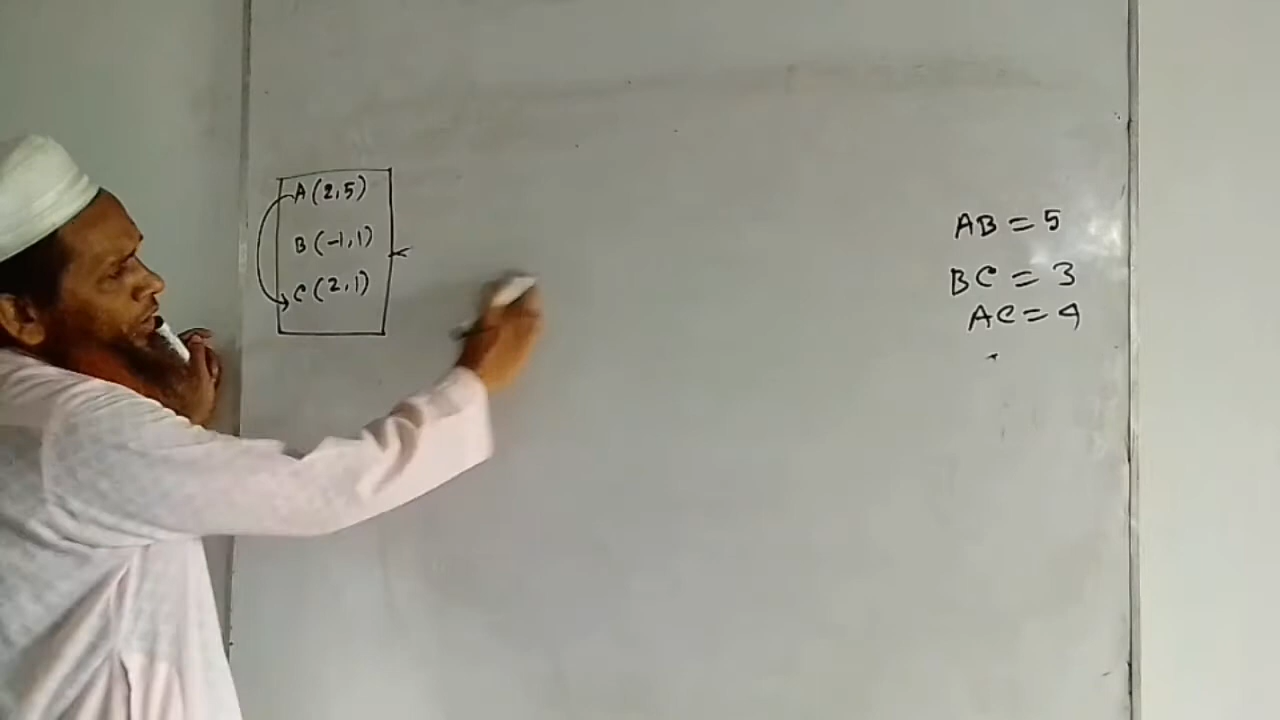 A(2,5)
B(-1,1)
C(2,1)
AB = 5
BC = 3
AC = 4